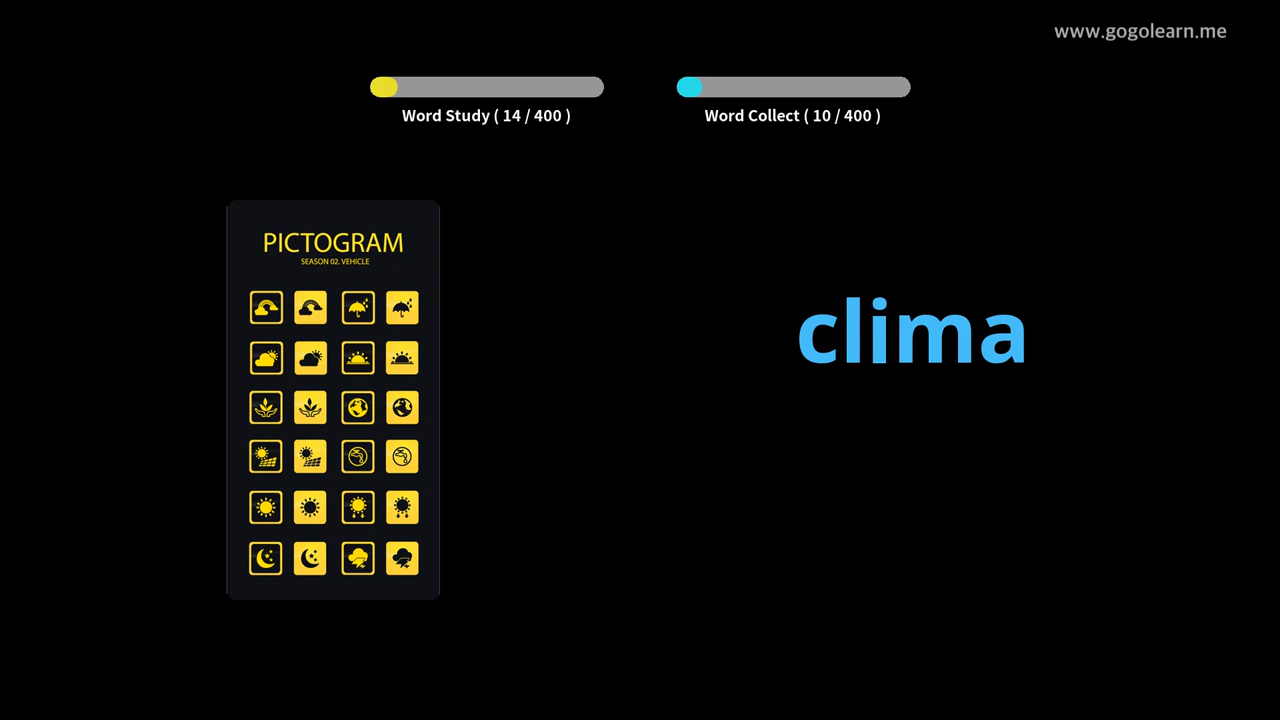 www.gogolearn.me
Word Study ( 14 / 400 )
Word Collect ( 10 / 400 )
PICTOGRAM
SEASON 02. VEHICLE
clima